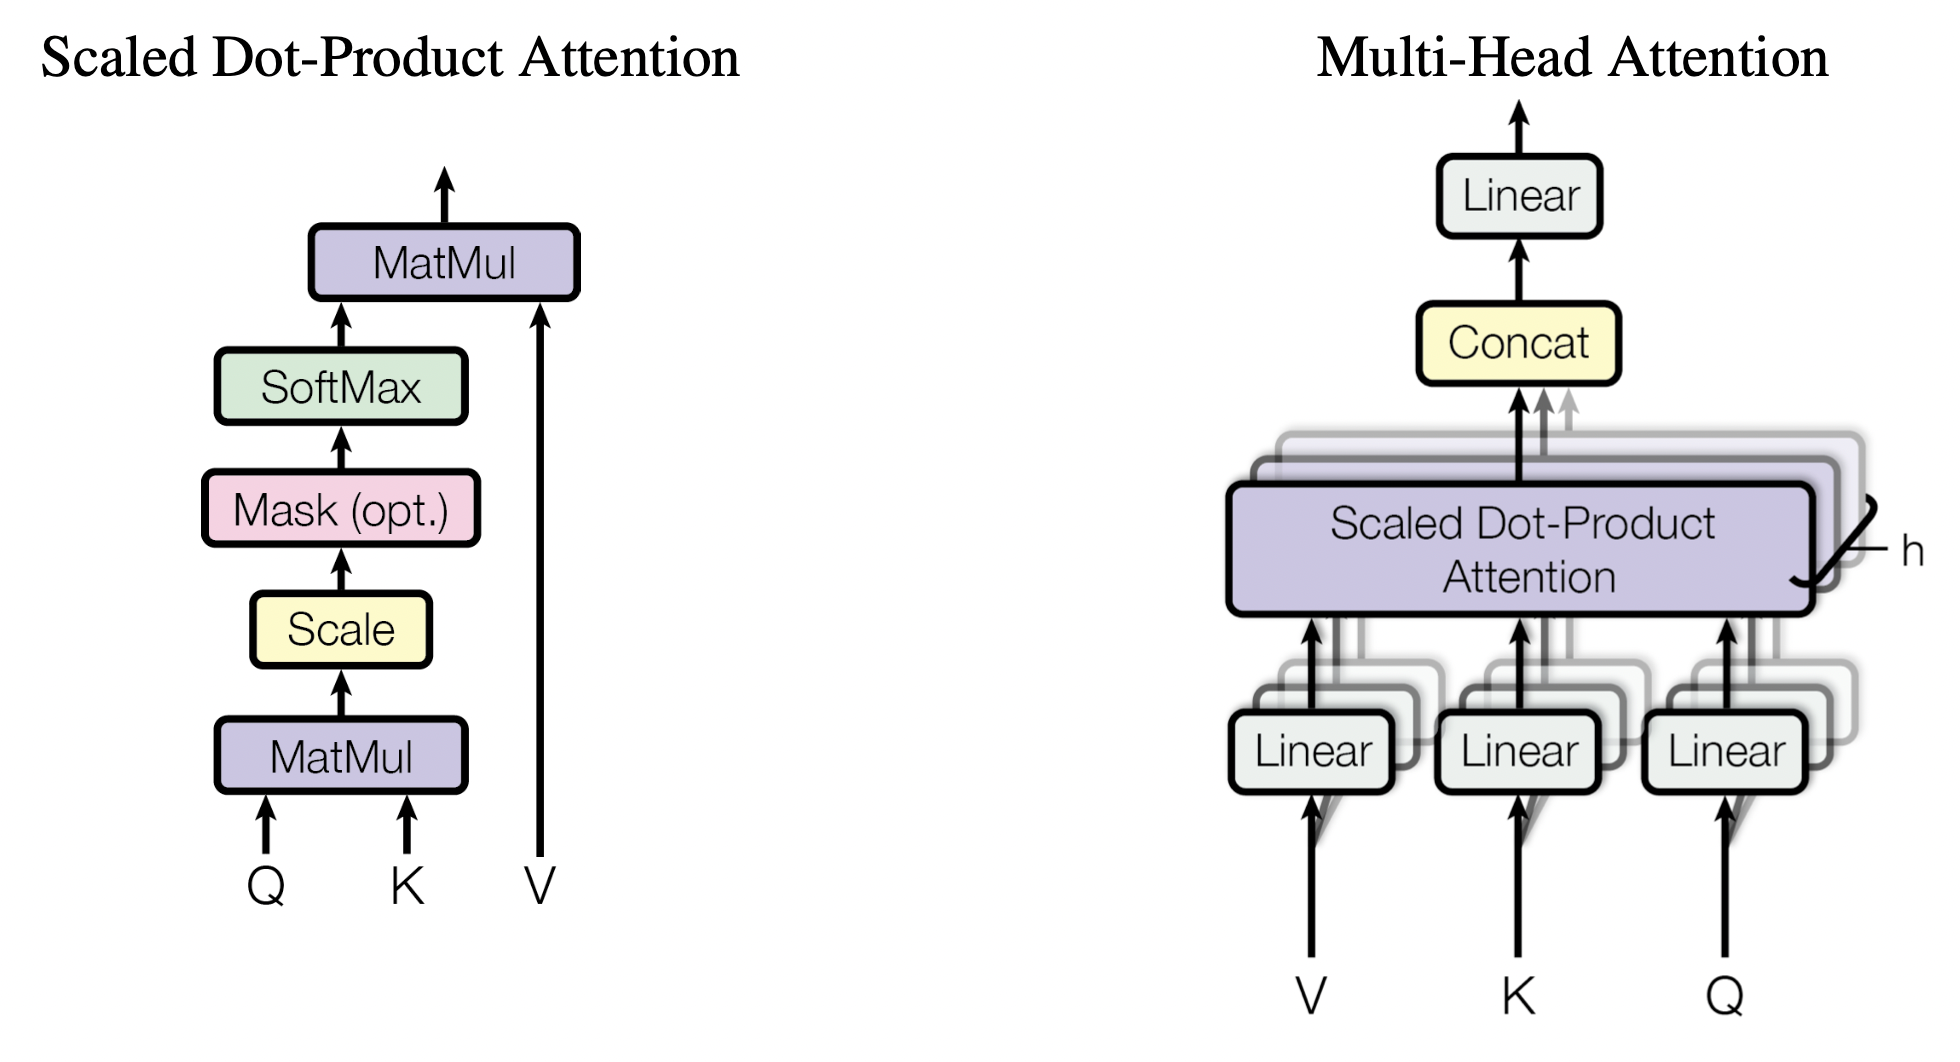 Scaled Dot-Product Attention
MatMul
SoftMax
Mask (opt.)
Scale
MatMul
Q K V
Multi-Head Attention
Linear
Concat
Scaled Dot-Product
Attention
h
Linear Linear Linear
V K Q